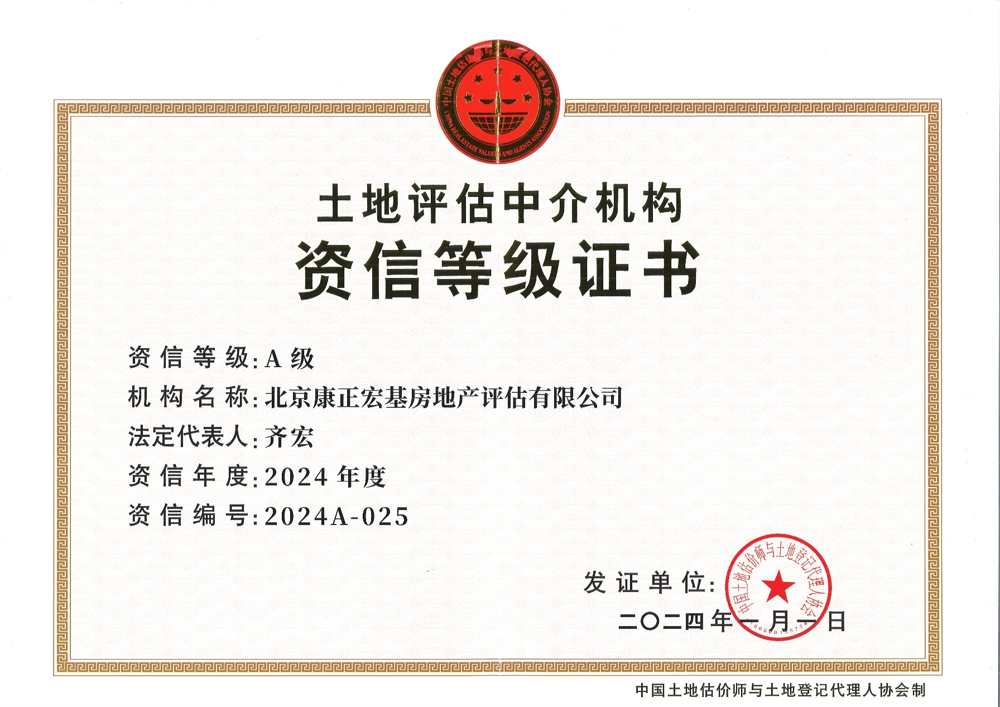 中国土地估价师与土地登记代理人协会
CHINA REAL ESTATE VALUERS AND AGENTS ASSOCIATION
土地评估中介机构
资信等级证书
资信等级:A 级
机构名称:北京康正宏基房地产评估有限公司
法定代表人:齐宏
资信年度:2024 年度
资信编号:2024A-025
发证单位:
中国土地估价师与土地登记代理人协会
二〇二四年一月一日
中国土地估价师与土地登记代理人协会制